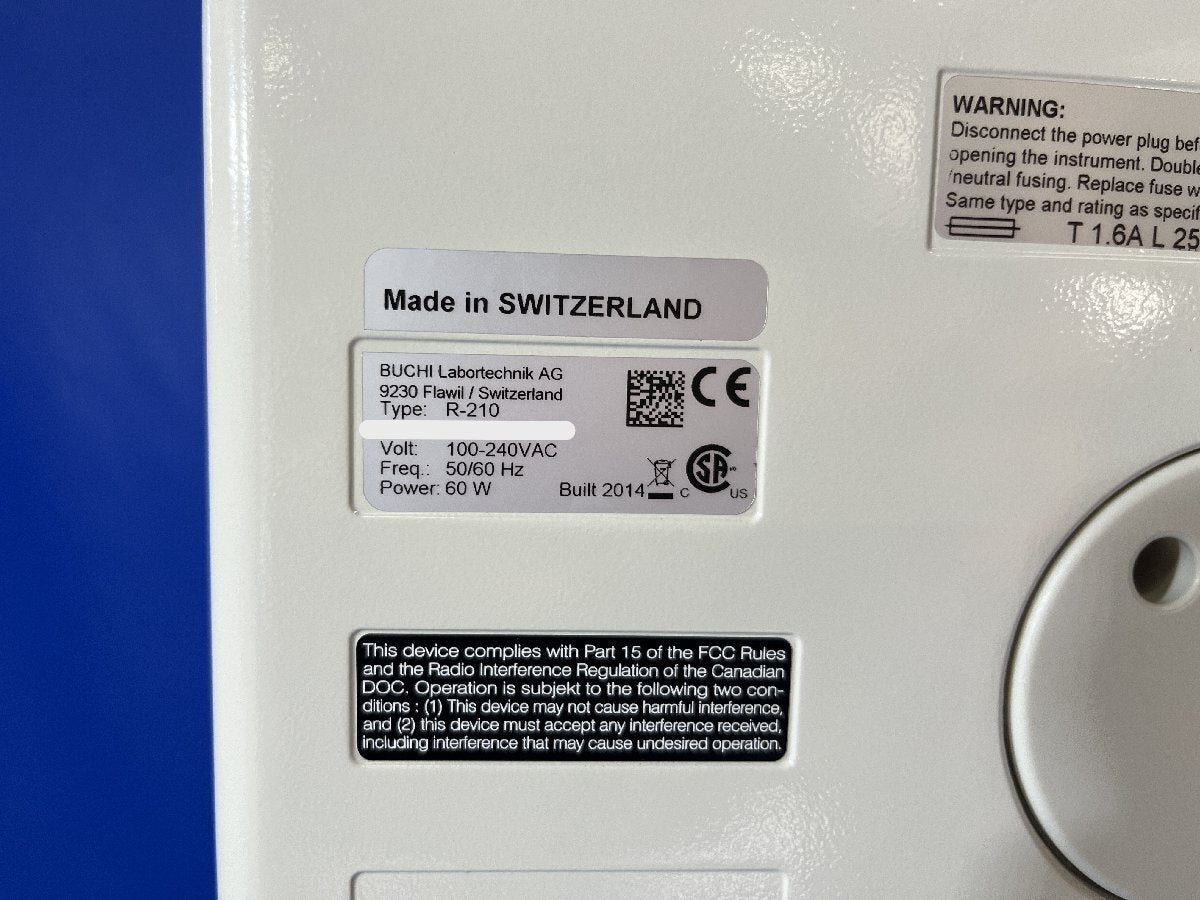 WARNING:
Disconnect the power plug
opening the instrument.
/neutral fusing. Replace fuse
Same type and rating as
T 1.6A L
Made in SWITZERLAND
BUCHI Labortechnik AG
9230 Flawil / Switzerland
Type: R-210
CE
Volt: 100-240VAC
Freq.: 50/60 Hz
Power: 60 W
Built 2014
C SA US
This device complies with Part 15 of the FCC Rules
and the Radio Interference Regulation of the Canadian
DOC. Operation is subjekt to the following two con-
ditions : (1) This device may not cause harmful interference,
and (2) this device must accept any interference received,
including interference that may cause undesired operation.